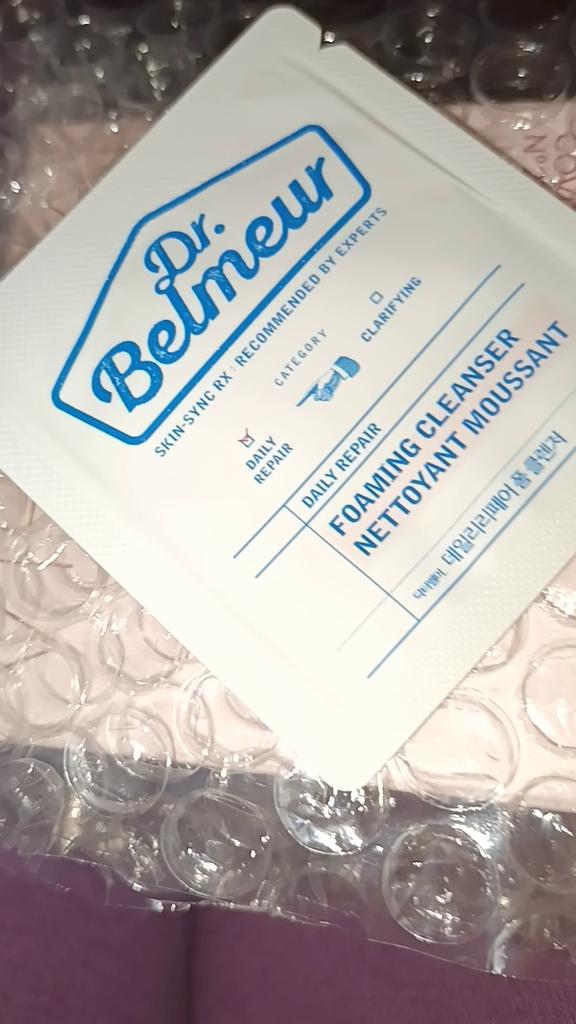 Dr.
Belmeur
SKIN-SYNC RX : RECOMMENDED BY EXPERTS
CATEGORY
CLARIFYING
DAILY
REPAIR
DAILY REPAIR
FOAMING CLEANSER
NETTOYANT MOUSSANT
닥터벨머 데일리리페어 폼 클렌저
Nº